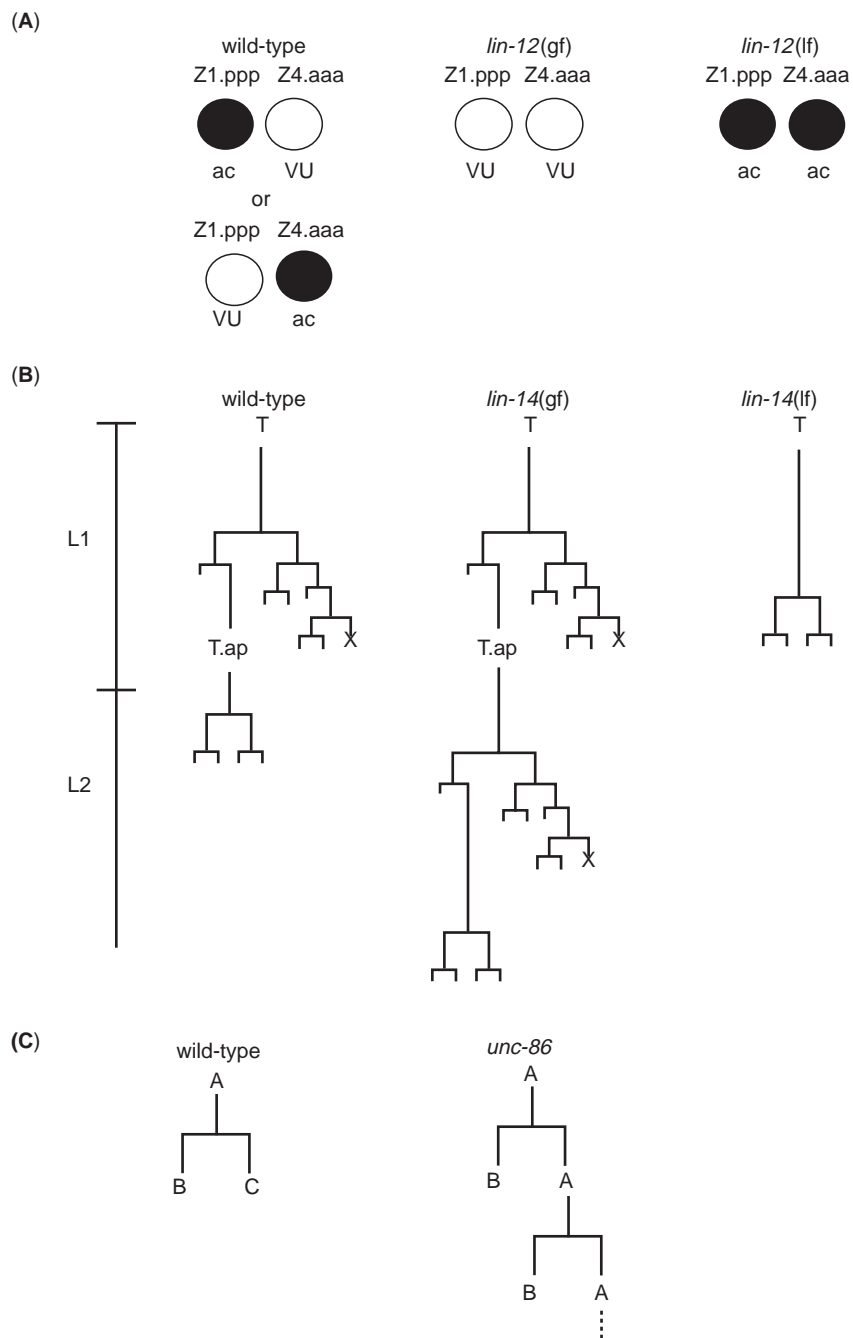 (A)
wild-type lin-12(gf) lin-12(lf)
Z1.ppp Z4.aaa Z1.ppp Z4.aaa Z1.ppp Z4.aaa
ac VU VU VU ac ac
or
Z1.ppp Z4.aaa
VU ac
(B)
wild-type lin-14(gf) lin-14(lf)
T T T
L1
X X
T.ap T.ap
L2
X
(C)
wild-type unc-86
A A
B C B A
B A